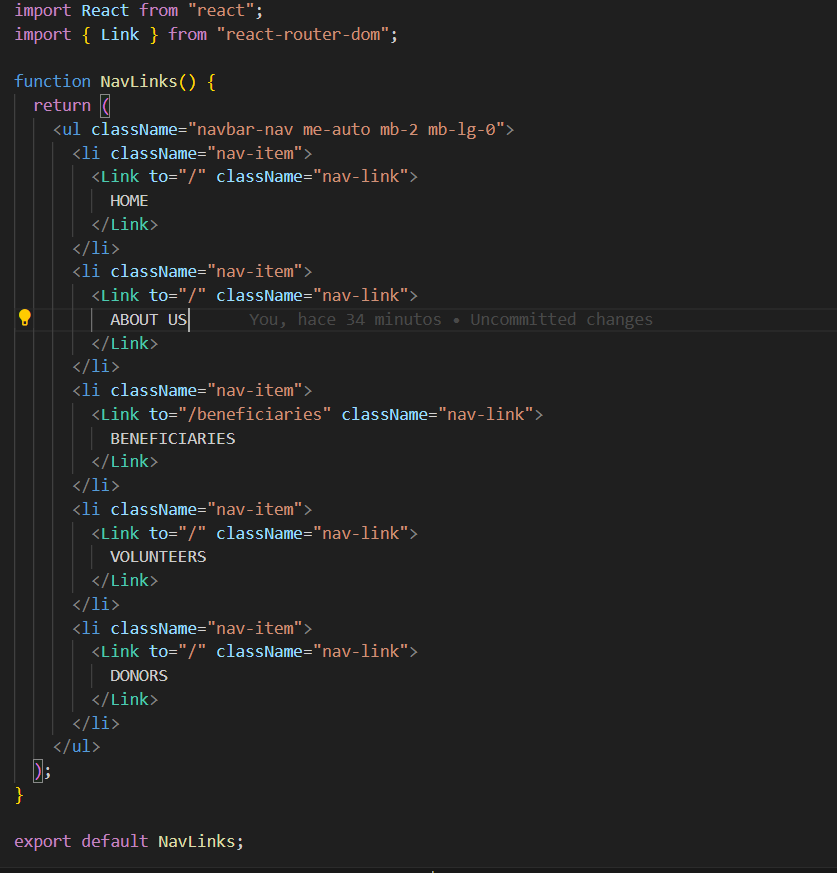 import React from "react";
import { Link } from "react-router-dom";

function NavLinks() {
  return (
    <ul className="navbar-nav me-auto mb-2 mb-lg-0">
      <li className="nav-item">
        <Link to="/" className="nav-link">
          HOME
        </Link>
      </li>
      <li className="nav-item">
        <Link to="/" className="nav-link">
          ABOUT US You, hace 34 minutos • Uncommitted changes
        </Link>
      </li>
      <li className="nav-item">
        <Link to="/beneficiaries" className="nav-link">
          BENEFICIARIES
        </Link>
      </li>
      <li className="nav-item">
        <Link to="/" className="nav-link">
          VOLUNTEERS
        </Link>
      </li>
      <li className="nav-item">
        <Link to="/" className="nav-link">
          DONORS
        </Link>
      </li>
    </ul>
  );
}

export default NavLinks;